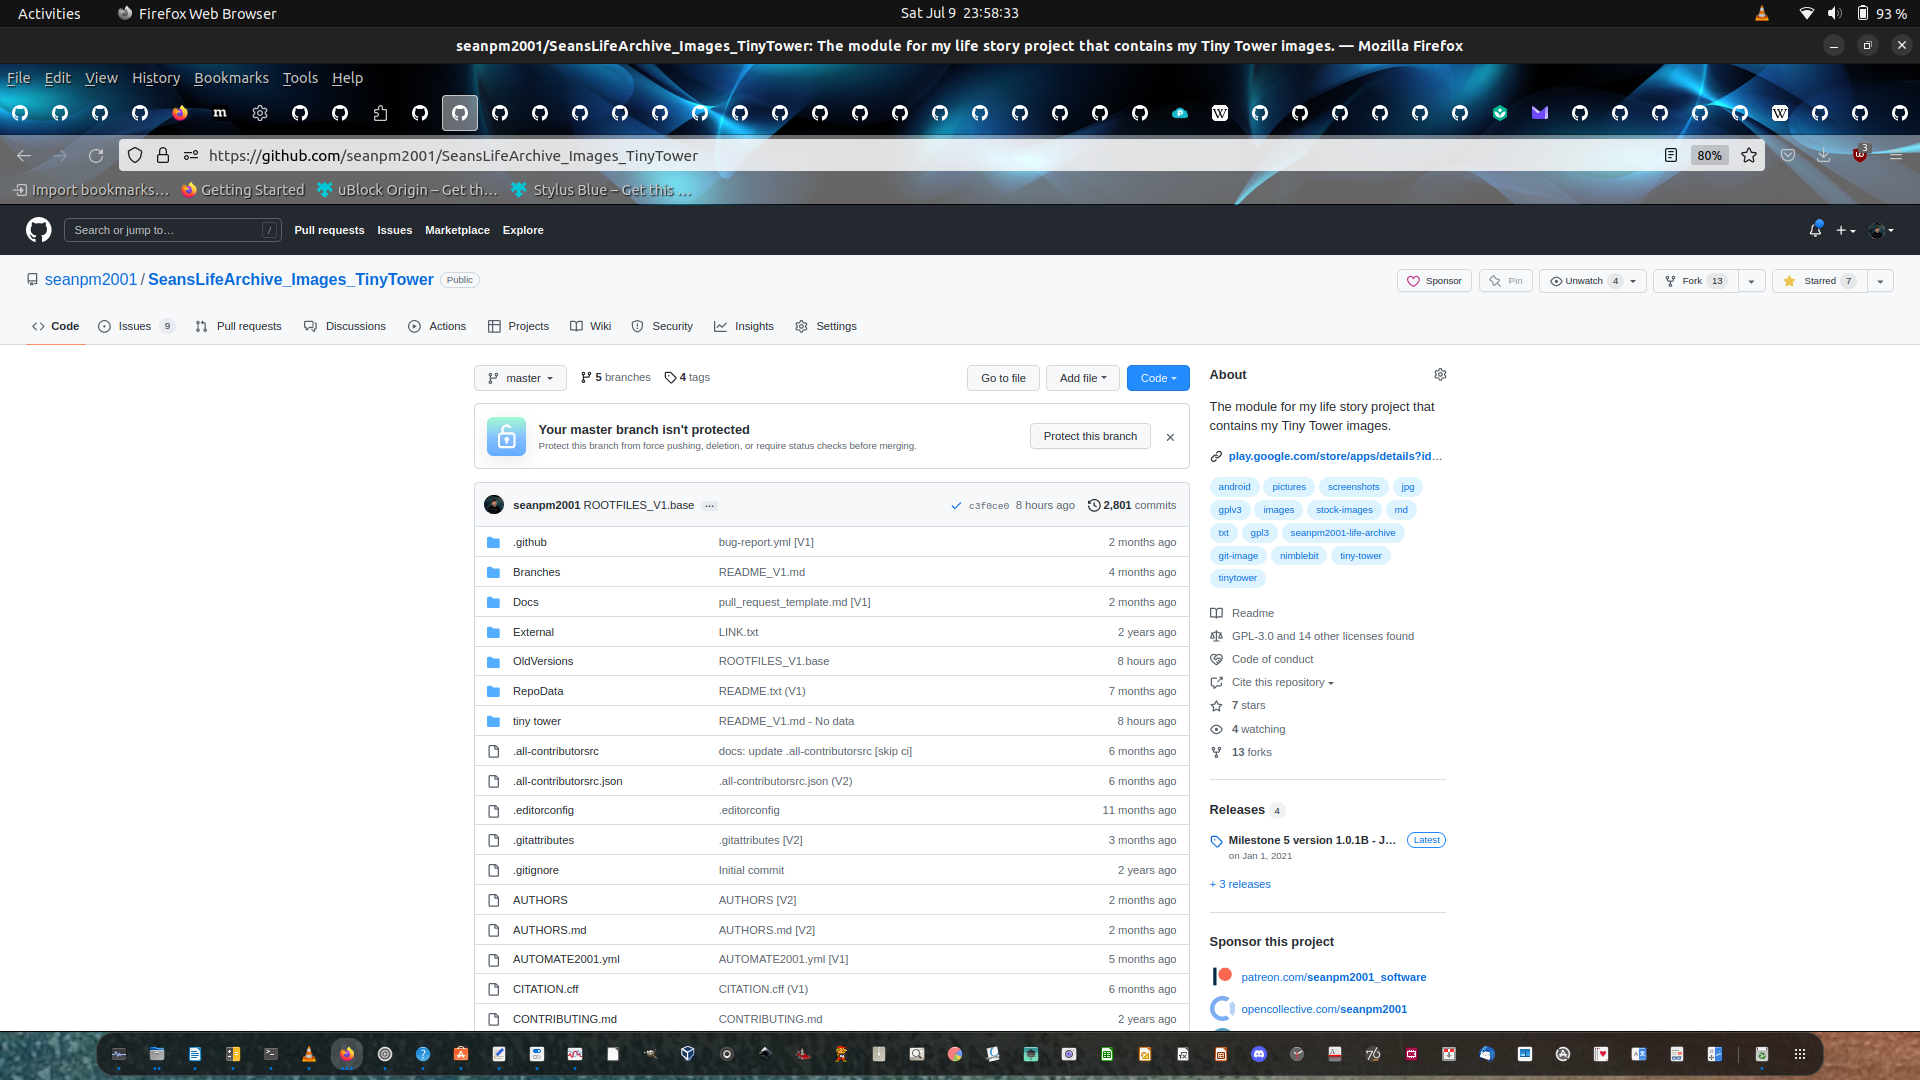 Activities
Firefox Web Browser
Sat Jul 9 23:58:33
93 %
seanpm2001/SeansLifeArchive_Images_TinyTower: The module for my life story project that contains my Tiny Tower images. — Mozilla Firefox
File Edit View History Bookmarks Tools Help
https://github.com/seanpm2001/SeansLifeArchive_Images_TinyTower
80%
3
Import bookmarks…
Getting Started
uBlock Origin – Get th…
Stylus Blue – Get this …
Search or jump to…
/
Pull requests Issues Marketplace Explore
seanpm2001 / SeansLifeArchive_Images_TinyTower
Public
Sponsor
Pin
Unwatch 4
Fork 13
Starred 7
Code
Issues 9
Pull requests
Discussions
Actions
Projects
Wiki
Security
Insights
Settings
master
5 branches
4 tags
Go to file
Add file
Code
Your master branch isn't protected
Protect this branch from force pushing, deletion, or require status checks before merging.
Protect this branch
seanpm2001 ROOTFILES_V1.base …
c3f0ce0 8 hours ago
2,801 commits
.github bug-report.yml [V1] 2 months ago
Branches README_V1.md 4 months ago
Docs pull_request_template.md [V1] 2 months ago
External LINK.txt 2 years ago
OldVersions ROOTFILES_V1.base 8 hours ago
RepoData README.txt (V1) 7 months ago
tiny tower README_V1.md - No data 8 hours ago
.all-contributorsrc docs: update .all-contributorsrc [skip ci] 6 months ago
.all-contributorsrc.json .all-contributorsrc.json (V2) 6 months ago
.editorconfig .editorconfig 11 months ago
.gitattributes .gitattributes [V2] 3 months ago
.gitignore Initial commit 2 years ago
AUTHORS AUTHORS [V2] 2 months ago
AUTHORS.md AUTHORS.md [V2] 2 months ago
AUTOMATE2001.yml AUTOMATE2001.yml [V1] 5 months ago
CITATION.cff CITATION.cff (V1) 6 months ago
CONTRIBUTING.md CONTRIBUTING.md 2 years ago
About
The module for my life story project that
contains my Tiny Tower images.
play.google.com/store/apps/details?id…
android pictures screenshots jpg
gplv3 images stock-images md
txt gpl3 seanpm2001-life-archive
git-image nimblebit tiny-tower
tinytower
Readme
GPL-3.0 and 14 other licenses found
Code of conduct
Cite this repository
7 stars
4 watching
13 forks
Releases 4
Milestone 5 version 1.0.1B - J…
Latest
on Jan 1, 2021
+ 3 releases
Sponsor this project
patreon.com/seanpm2001_software
opencollective.com/seanpm2001